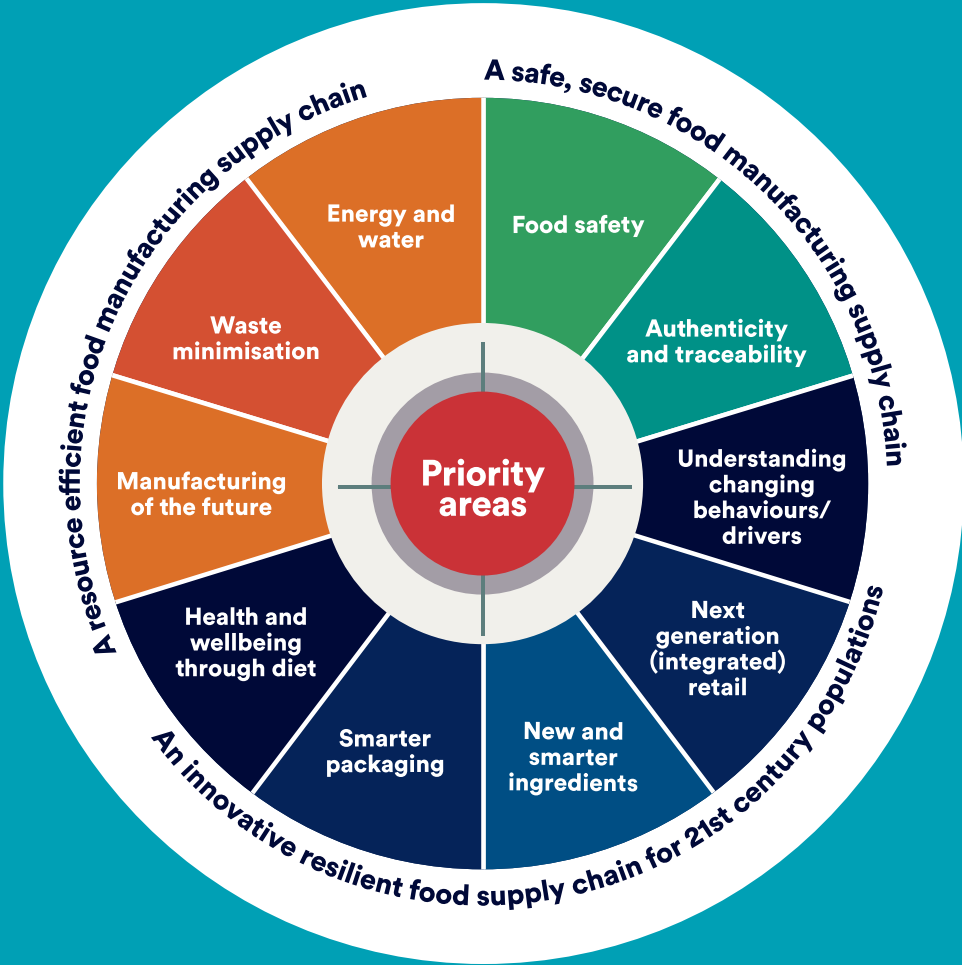 A safe, secure food manufacturing supply chain
A resource efficient food manufacturing supply chain
An innovative resilient food supply chain for 21st century populations
Food safety
Authenticity
and traceability
Understanding
changing
behaviours/
drivers
Next
generation
(integrated)
retail
New and
smarter
ingredients
Smarter
packaging
Health and
wellbeing
through diet
Manufacturing
of the future
Waste
minimisation
Energy and
water
Priority
areas